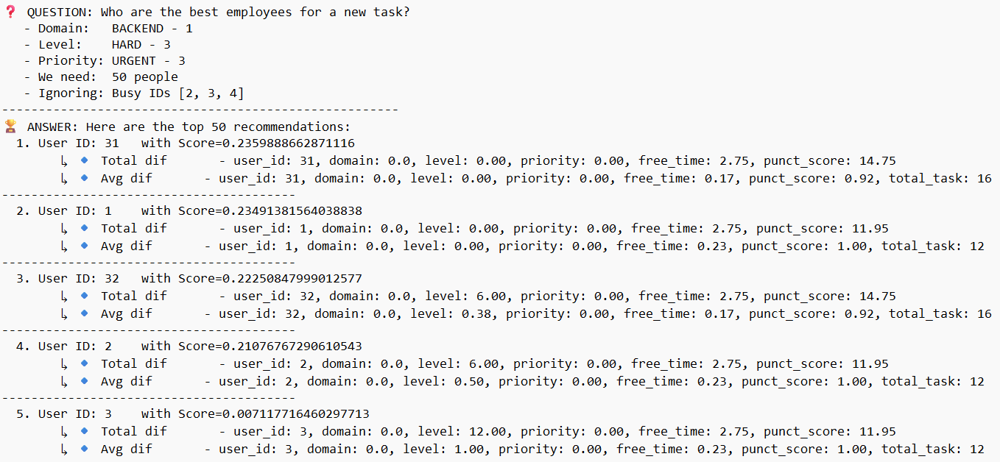 ❓ QUESTION: Who are the best employees for a new task?
- Domain: BACKEND - 1
- Level: HARD - 3
- Priority: URGENT - 3
- We need: 50 people
- Ignoring: Busy IDs [2, 3, 4]
------------------------------------------------------
🏆 ANSWER: Here are the top 50 recommendations:
1. User ID: 31 with Score=0.2359888662871116
↳ 🔹 Total dif - user_id: 31, domain: 0.0, level: 0.00, priority: 0.00, free_time: 2.75, punct_score: 14.75
↳ 🔹 Avg dif - user_id: 31, domain: 0.0, level: 0.00, priority: 0.00, free_time: 0.17, punct_score: 0.92, total_task: 16
----------------------------------------
2. User ID: 1 with Score=0.23491381564038838
↳ 🔹 Total dif - user_id: 1, domain: 0.0, level: 0.00, priority: 0.00, free_time: 2.75, punct_score: 11.95
↳ 🔹 Avg dif - user_id: 1, domain: 0.0, level: 0.00, priority: 0.00, free_time: 0.23, punct_score: 1.00, total_task: 12
----------------------------------------
3. User ID: 32 with Score=0.22250847999012577
↳ 🔹 Total dif - user_id: 32, domain: 0.0, level: 6.00, priority: 0.00, free_time: 2.75, punct_score: 14.75
↳ 🔹 Avg dif - user_id: 32, domain: 0.0, level: 0.38, priority: 0.00, free_time: 0.17, punct_score: 0.92, total_task: 16
----------------------------------------
4. User ID: 2 with Score=0.21076767290610543
↳ 🔹 Total dif - user_id: 2, domain: 0.0, level: 6.00, priority: 0.00, free_time: 2.75, punct_score: 11.95
↳ 🔹 Avg dif - user_id: 2, domain: 0.0, level: 0.50, priority: 0.00, free_time: 0.23, punct_score: 1.00, total_task: 12
----------------------------------------
5. User ID: 3 with Score=0.007117716460297713
↳ 🔹 Total dif - user_id: 3, domain: 0.0, level: 12.00, priority: 0.00, free_time: 2.75, punct_score: 11.95
↳ 🔹 Avg dif - user_id: 3, domain: 0.0, level: 1.00, priority: 0.00, free_time: 0.23, punct_score: 1.00, total_task: 12